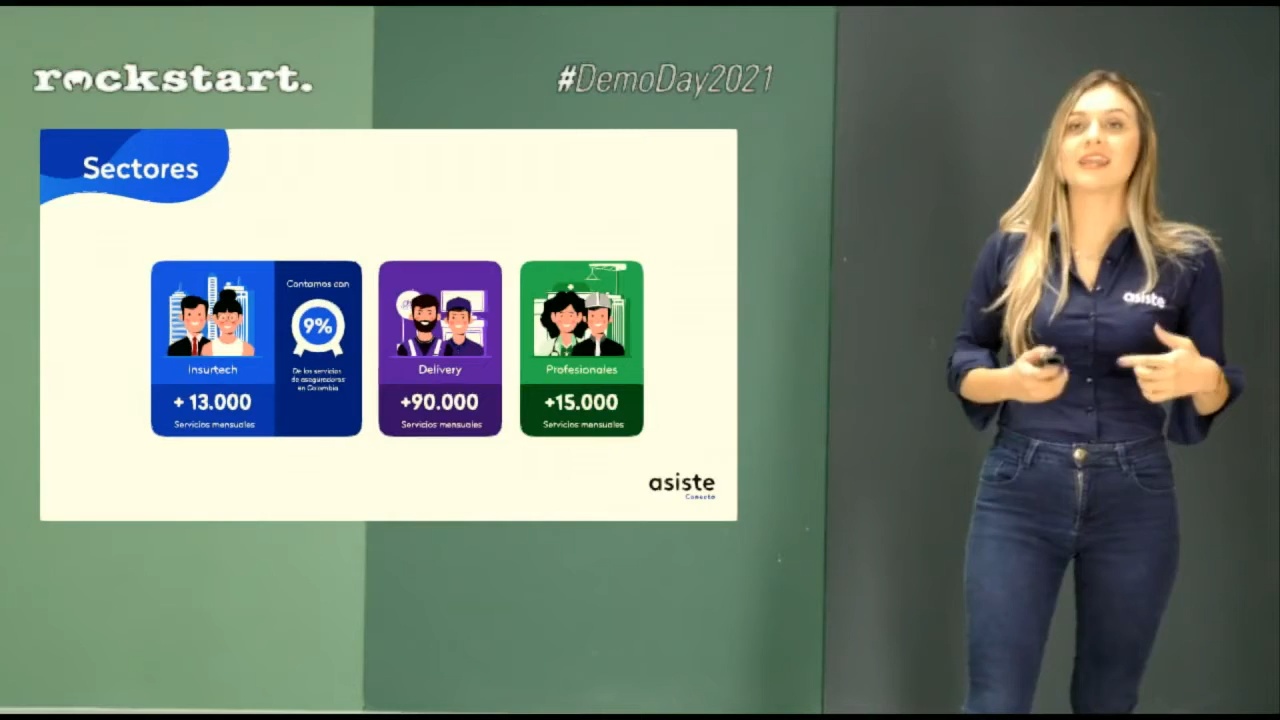 rockstart.
#DemoDay2021
Sectores
Contamos con
9%
De los servicios
de aseguradoras
en Colombia
Insurtech
+ 13.000
Servicios mensuales
Delivery
+90.000
Servicios mensuales
Profesionales
+15.000
Servicios mensuales
asiste
Conecta
asiste